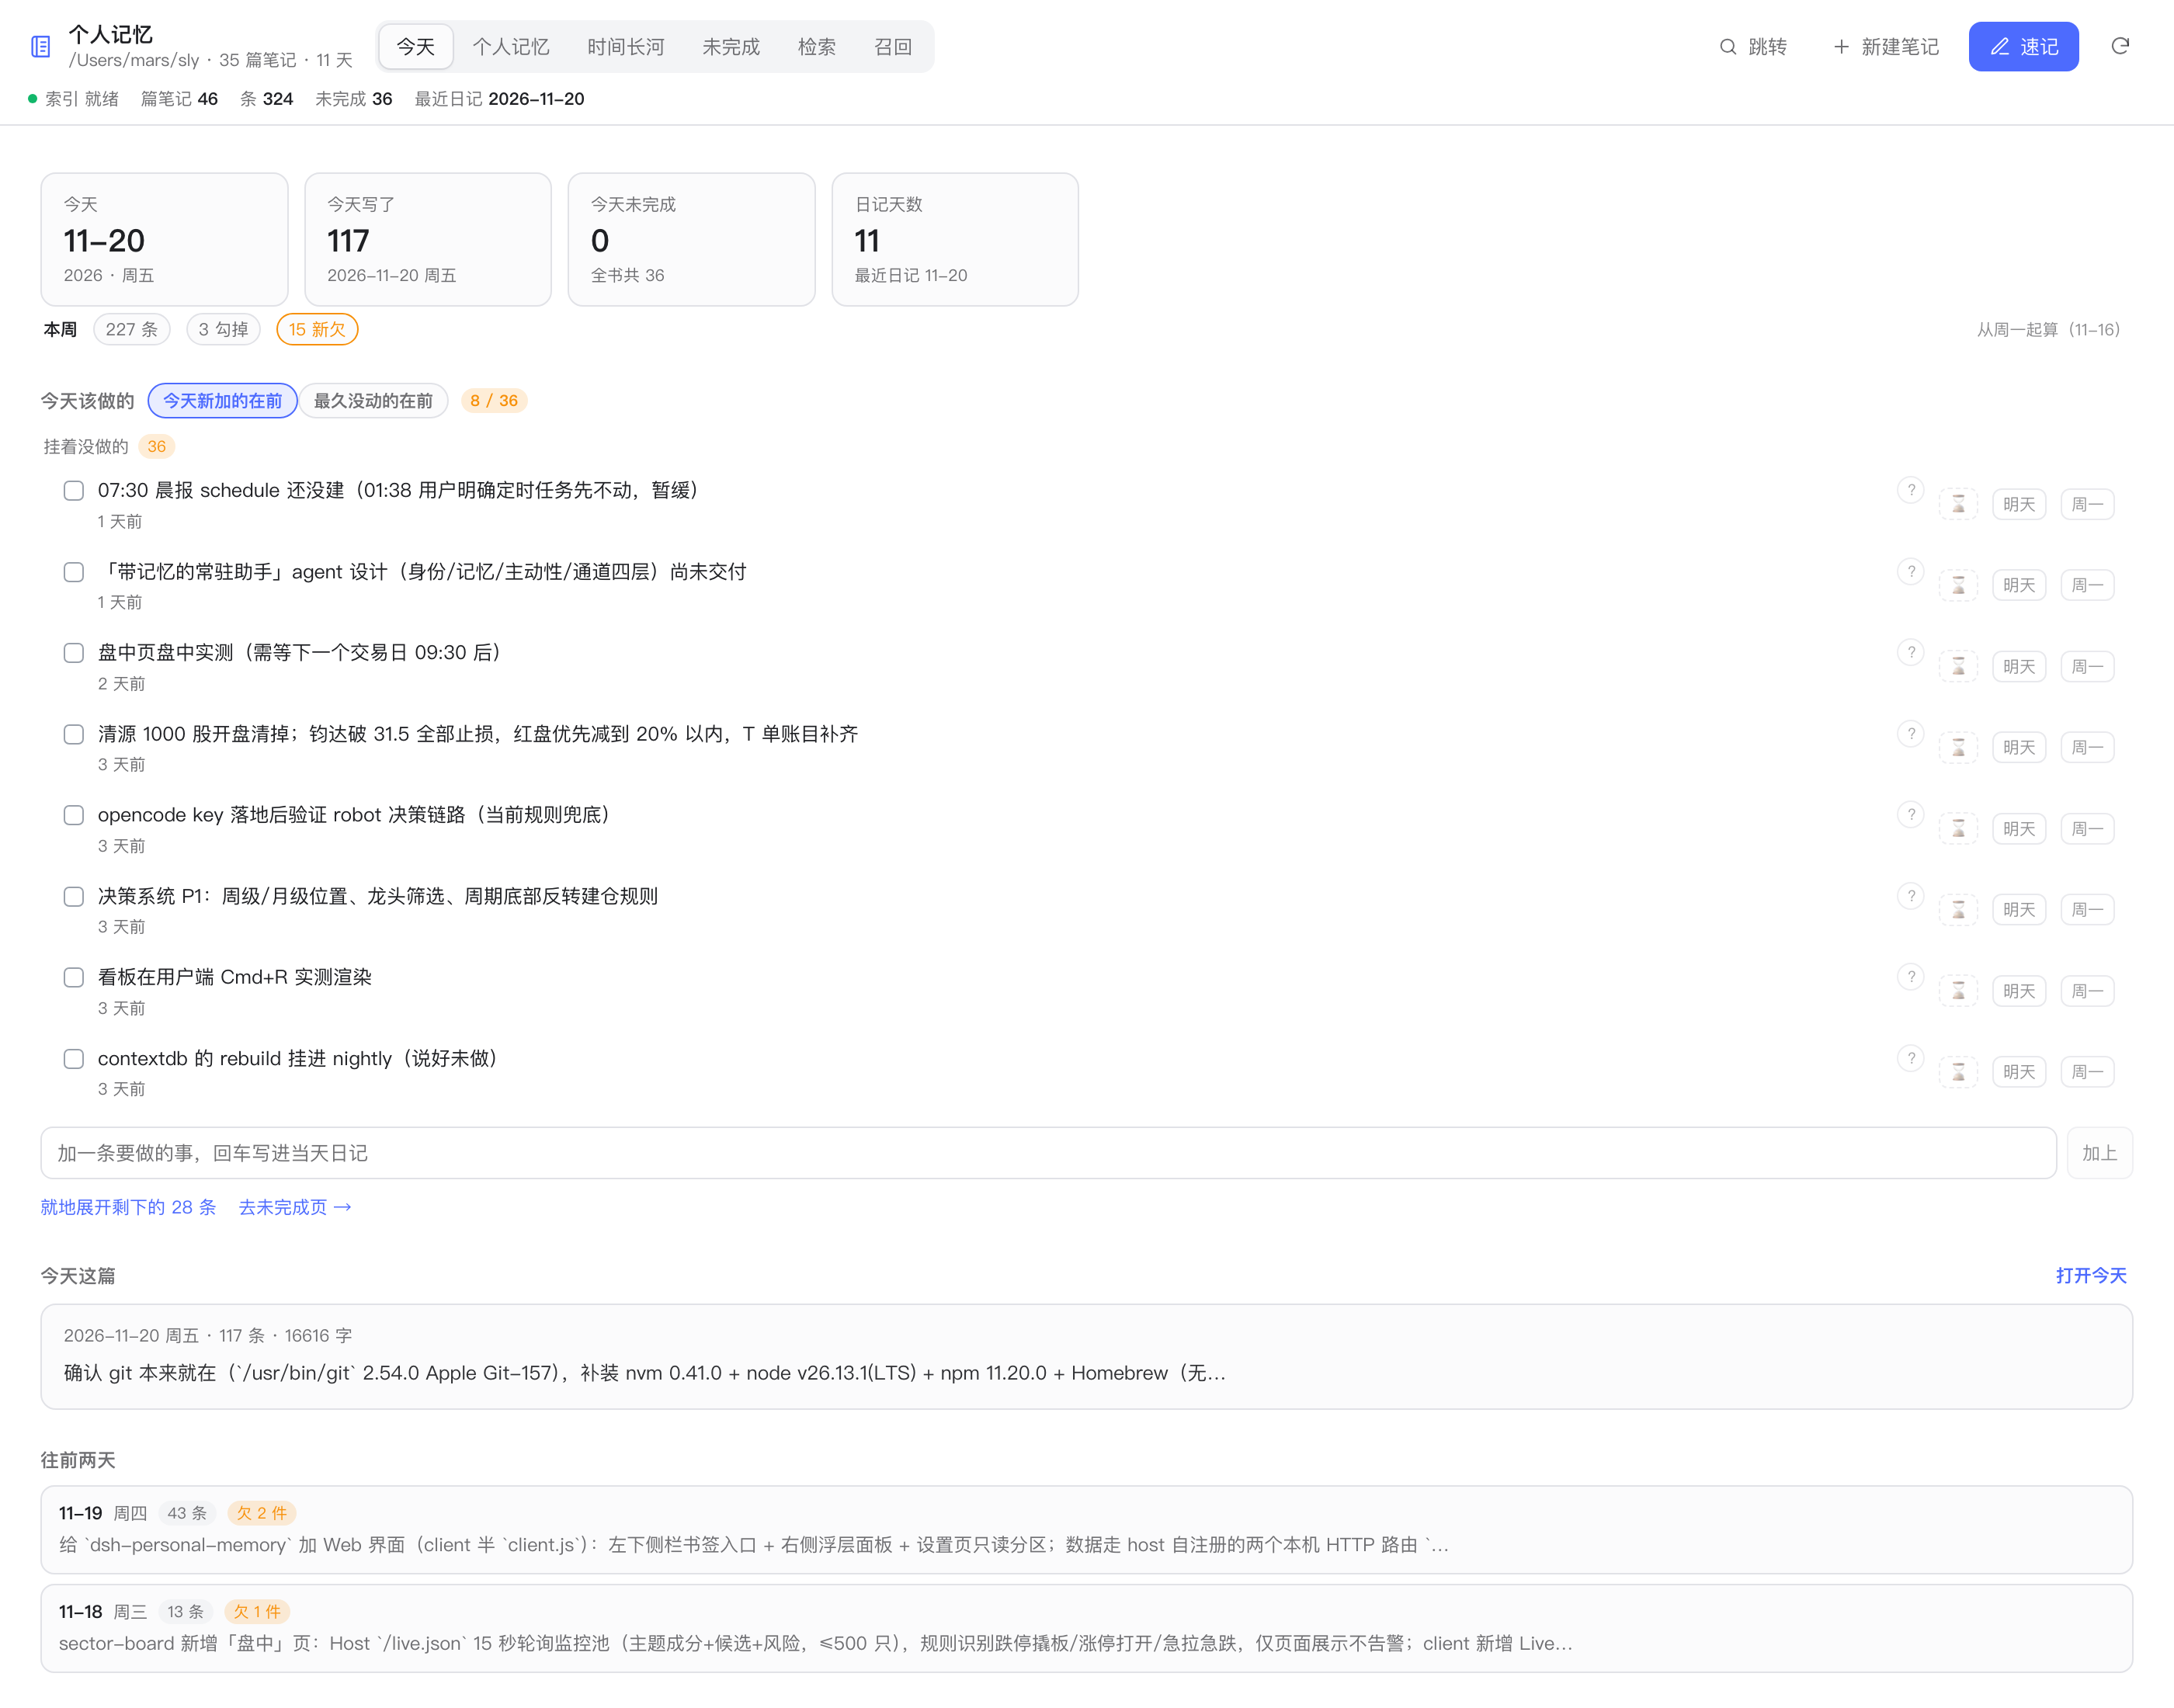 个人记忆
/Users/mars/sly · 35 篇笔记 · 11 天
今天 个人记忆 时间长河 未完成 检索 召回
跳转 + 新建笔记 速记
索引 就绪 篇笔记 46 条 324 未完成 36 最近日记 2026-11-20
今天
11-20
2026 · 周五
今天写了
117
2026-11-20 周五
今天未完成
0
全书共 36
日记天数
11
最近日记 11-20
本周 227 条 3 勾掉 15 新欠 从周一起算（11-16）
今天该做的 今天新加的在前 最久没动的在前 8 / 36
挂着没做的 36
07:30 晨报 schedule 还没建（01:38 用户明确定时任务先不动，暂缓） ? ⏳ 明天 周一
1 天前
「带记忆的常驻助手」agent 设计（身份/记忆/主动性/通道四层）尚未交付 ? ⏳ 明天 周一
1 天前
盘中页盘中实测（需等下一个交易日 09:30 后） ? ⏳ 明天 周一
2 天前
清源 1000 股开盘清掉；钧达破 31.5 全部止损，红盘优先减到 20% 以内，T 单账目补齐 ? ⏳ 明天 周一
3 天前
opencode key 落地后验证 robot 决策链路（当前规则兜底） ? ⏳ 明天 周一
3 天前
决策系统 P1：周级/月级位置、龙头筛选、周期底部反转建仓规则 ? ⏳ 明天 周一
3 天前
看板在用户端 Cmd+R 实测渲染 ? ⏳ 明天 周一
3 天前
contextdb 的 rebuild 挂进 nightly（说好未做） ? ⏳ 明天 周一
3 天前
加一条要做的事，回车写进当天日记 加上
就地展开剩下的 28 条 去未完成页 →
今天这篇 打开今天
2026-11-20 周五 · 117 条 · 16616 字
确认 git 本来就在（`/usr/bin/git` 2.54.0 Apple Git-157），补装 nvm 0.41.0 + node v26.13.1(LTS) + npm 11.20.0 + Homebrew（无…
往前两天
11-19 周四 43 条 欠 2 件
给 `dsh-personal-memory` 加 Web 界面（client 半 `client.js`）：左下侧栏书签入口 + 右侧浮层面板 + 设置页只读分区；数据走 host 自注册的两个本机 HTTP 路由 `…
11-18 周三 13 条 欠 1 件
sector-board 新增「盘中」页：Host `/live.json` 15 秒轮询监控池（主题成分+候选+风险，≤500 只），规则识别跌停撬板/涨停打开/急拉急跌，仅页面展示不告警；client 新增 Live…